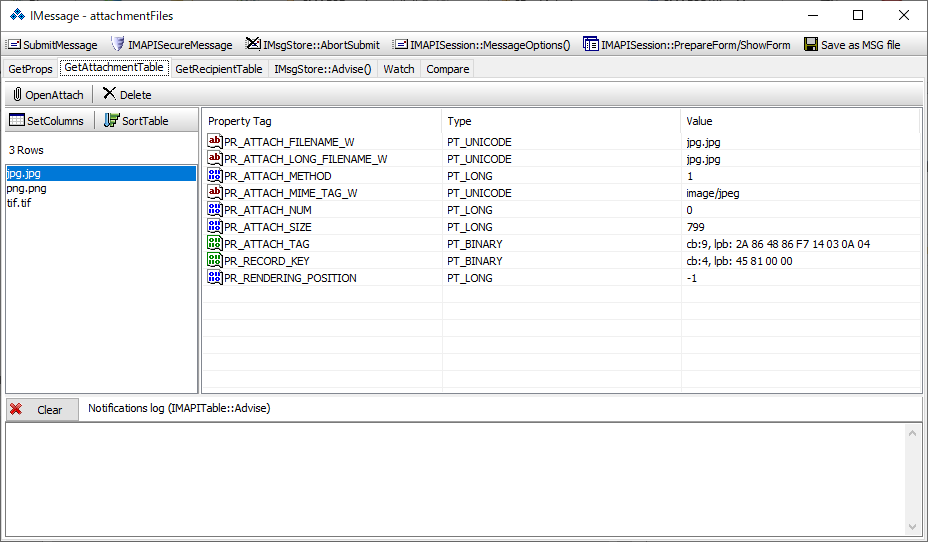 IMessage - attachmentFiles
SubmitMessage IMAPISecureMessage IMsgStore::AbortSubmit IMAPISession::MessageOptions() IMAPISession::PrepareForm/ShowForm Save as MSG file
GetProps GetAttachmentTable GetRecipientTable IMsgStore::Advise() Watch Compare
OpenAttach Delete
SetColumns SortTable
3 Rows
jpg.jpg
png.png
tif.tif
Property Tag Type Value
PR_ATTACH_FILENAME_W PT_UNICODE jpg.jpg
PR_ATTACH_LONG_FILENAME_W PT_UNICODE jpg.jpg
PR_ATTACH_METHOD PT_LONG 1
PR_ATTACH_MIME_TAG_W PT_UNICODE image/jpeg
PR_ATTACH_NUM PT_LONG 0
PR_ATTACH_SIZE PT_LONG 799
PR_ATTACH_TAG PT_BINARY cb:9, lpb: 2A 86 48 86 F7 14 03 0A 04
PR_RECORD_KEY PT_BINARY cb:4, lpb: 45 81 00 00
PR_RENDERING_POSITION PT_LONG -1
Clear Notifications log (IMAPITable::Advise)